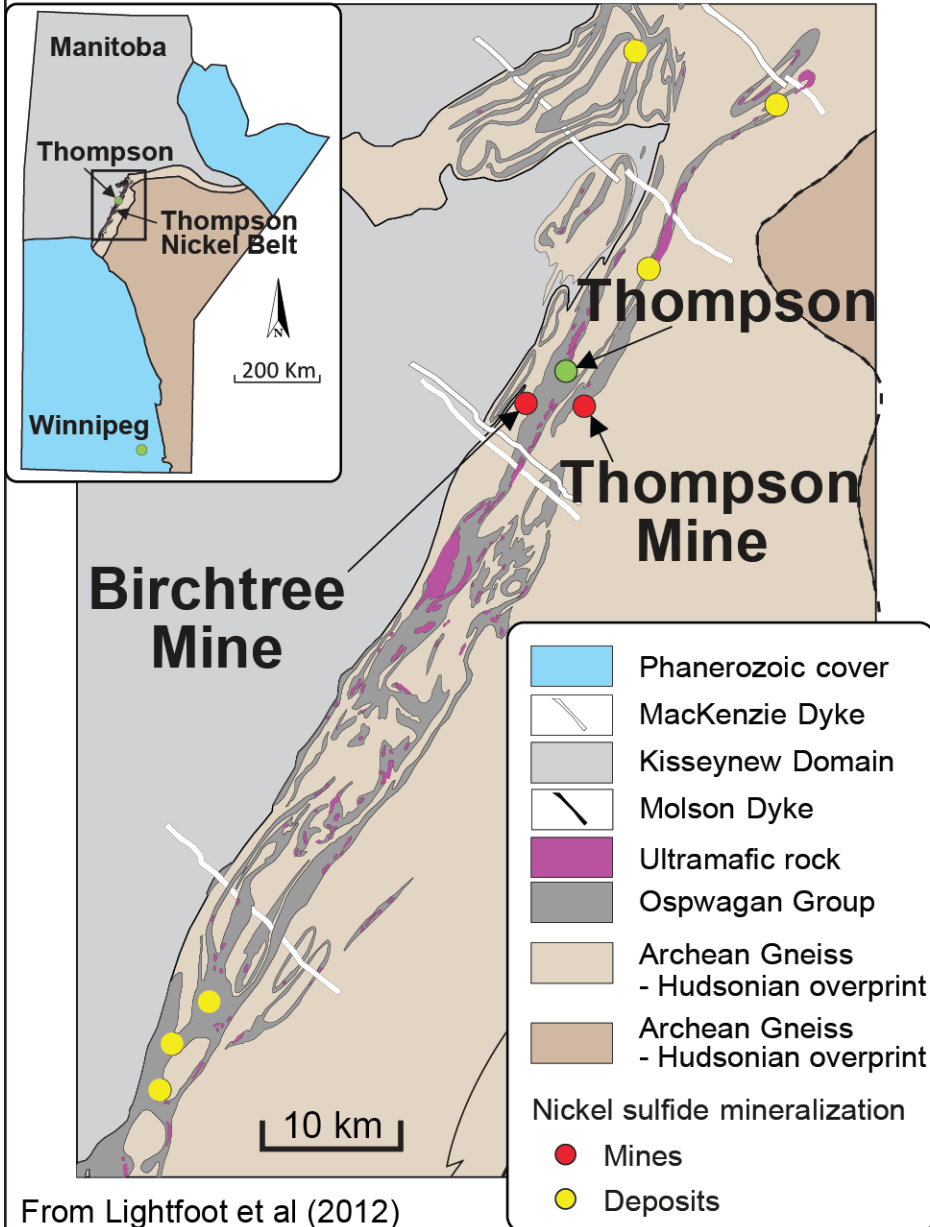 Manitoba
Thompson
Thompson
Nickel Belt
N
200 Km
Winnipeg
Thompson
Thompson
Mine
Birchtree
Mine
10 km
Phanerozoic cover
MacKenzie Dyke
Kisseynew Domain
Molson Dyke
Ultramafic rock
Ospwagan Group
Archean Gneiss
- Hudsonian overprint
Archean Gneiss
- Hudsonian overprint
Nickel sulfide mineralization
Mines
Deposits
From Lightfoot et al (2012)